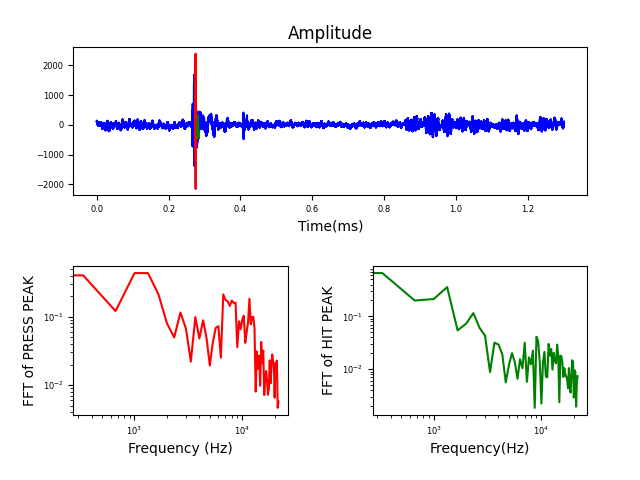 Amplitude
2000
1000
0
−1000
−2000
0.0 0.2 0.4 0.6 0.8 1.0 1.2
Time(ms)
FFT of PRESS PEAK
10⁻¹
10⁻²
10³ 10⁴
Frequency (Hz)
FFT of HIT PEAK
10⁻¹
10⁻²
10³ 10⁴
Frequency(Hz)